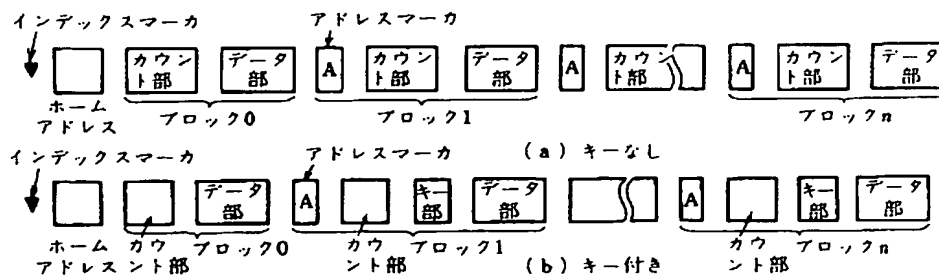 インデックスマーカ
アドレスマーカ
カウント部
データ部
A
カウント部
データ部
A
カウント部
A
カウント部
データ部
ホームアドレス
ブロック0
ブロック1
ブロックn
(a) キーなし
インデックスマーカ
アドレスマーカ
データ部
A
キー部
データ部
A
キー部
データ部
ホームアドレス
カウント部
ブロック0
カウント部
ブロック1
カウント部
ブロックn
(b) キー付き